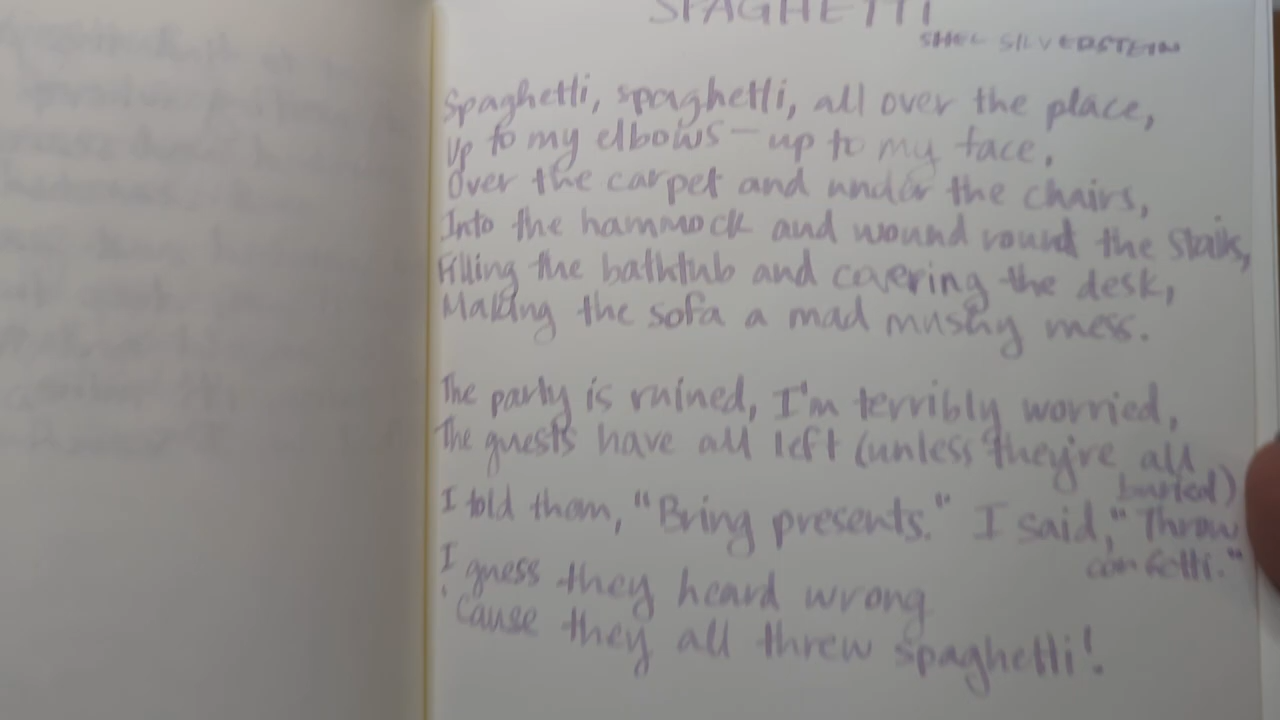 SPAGHETTI
SHEL SILVERSTEIN
Spaghetti, spaghetti, all over the place,
Up to my elbows—up to my face.
Over the carpet and under the chairs,
Into the hammock and wound round the stairs,
Filling the bathtub and covering the desk,
Making the sofa a mad mushy mess.
The party is ruined, I'm terribly worried,
The guests have all left (unless they're all
buried)
I told them, "Bring presents." I said, "Throw
confetti."
I guess they heard wrong
'Cause they all threw spaghetti!